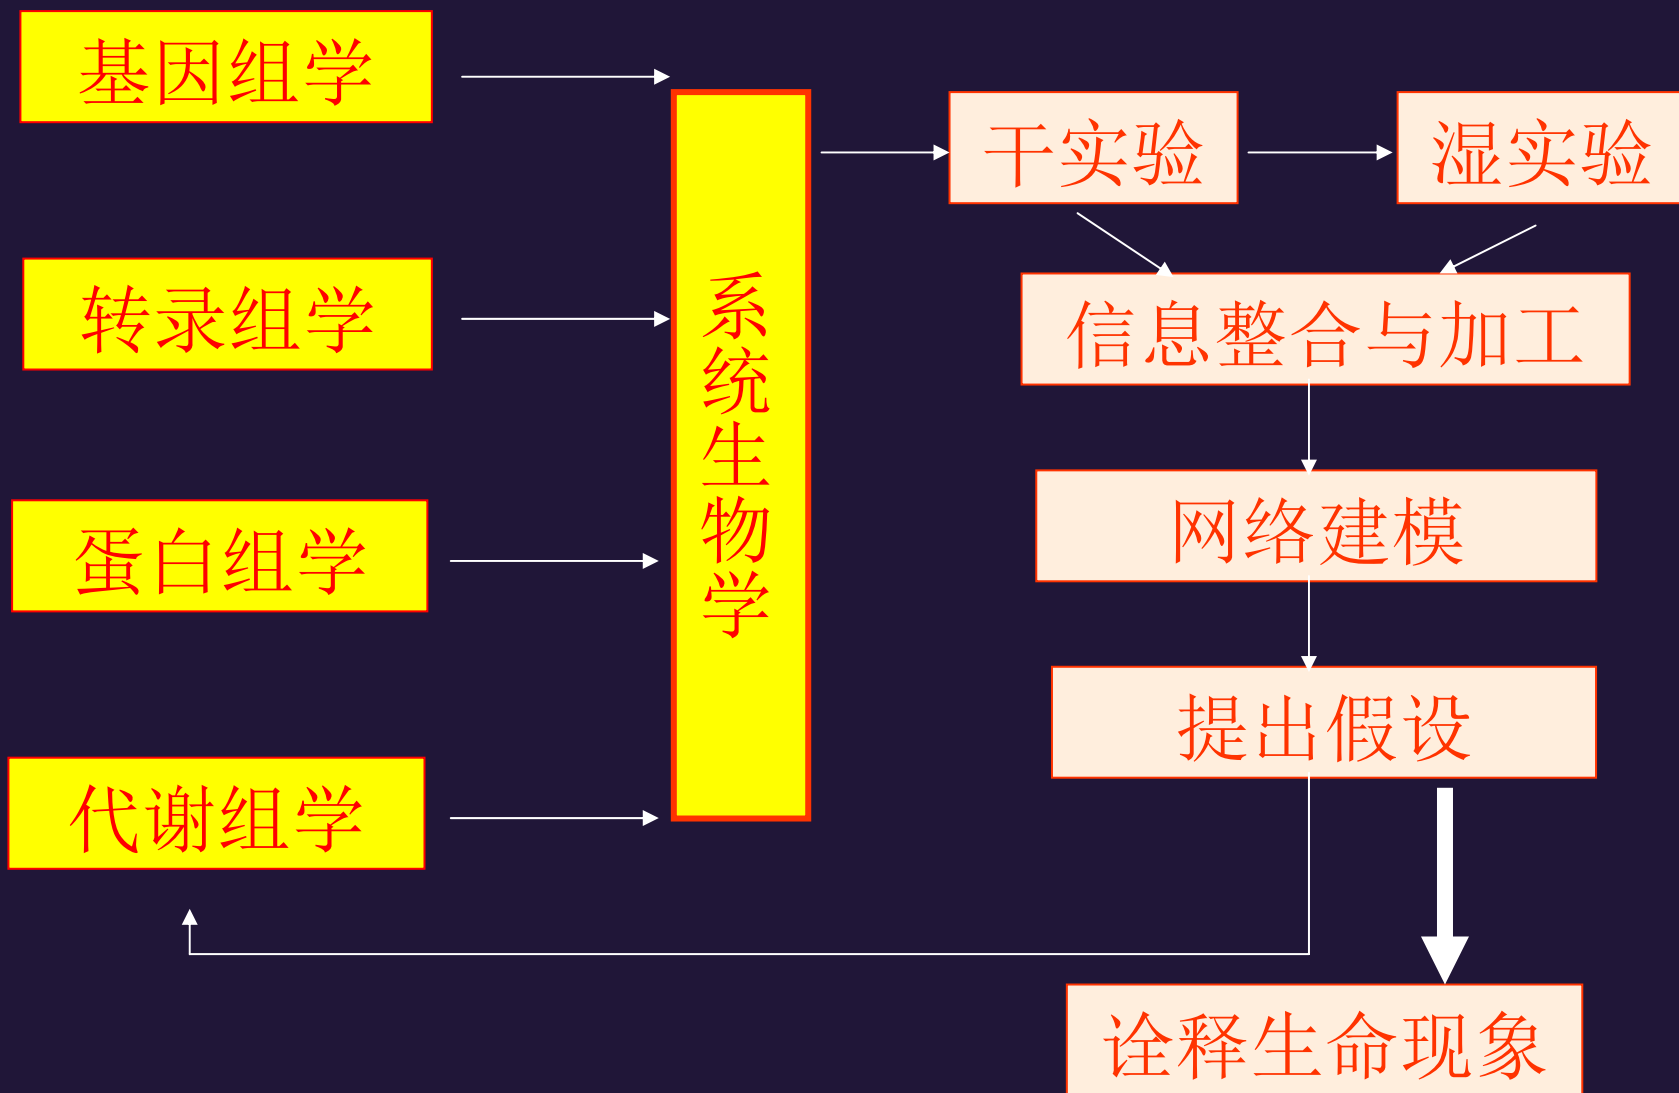 基因组学
转录组学
蛋白组学
代谢组学
系统生物学
干实验
湿实验
信息整合与加工
网络建模
提出假设
诠释生命现象